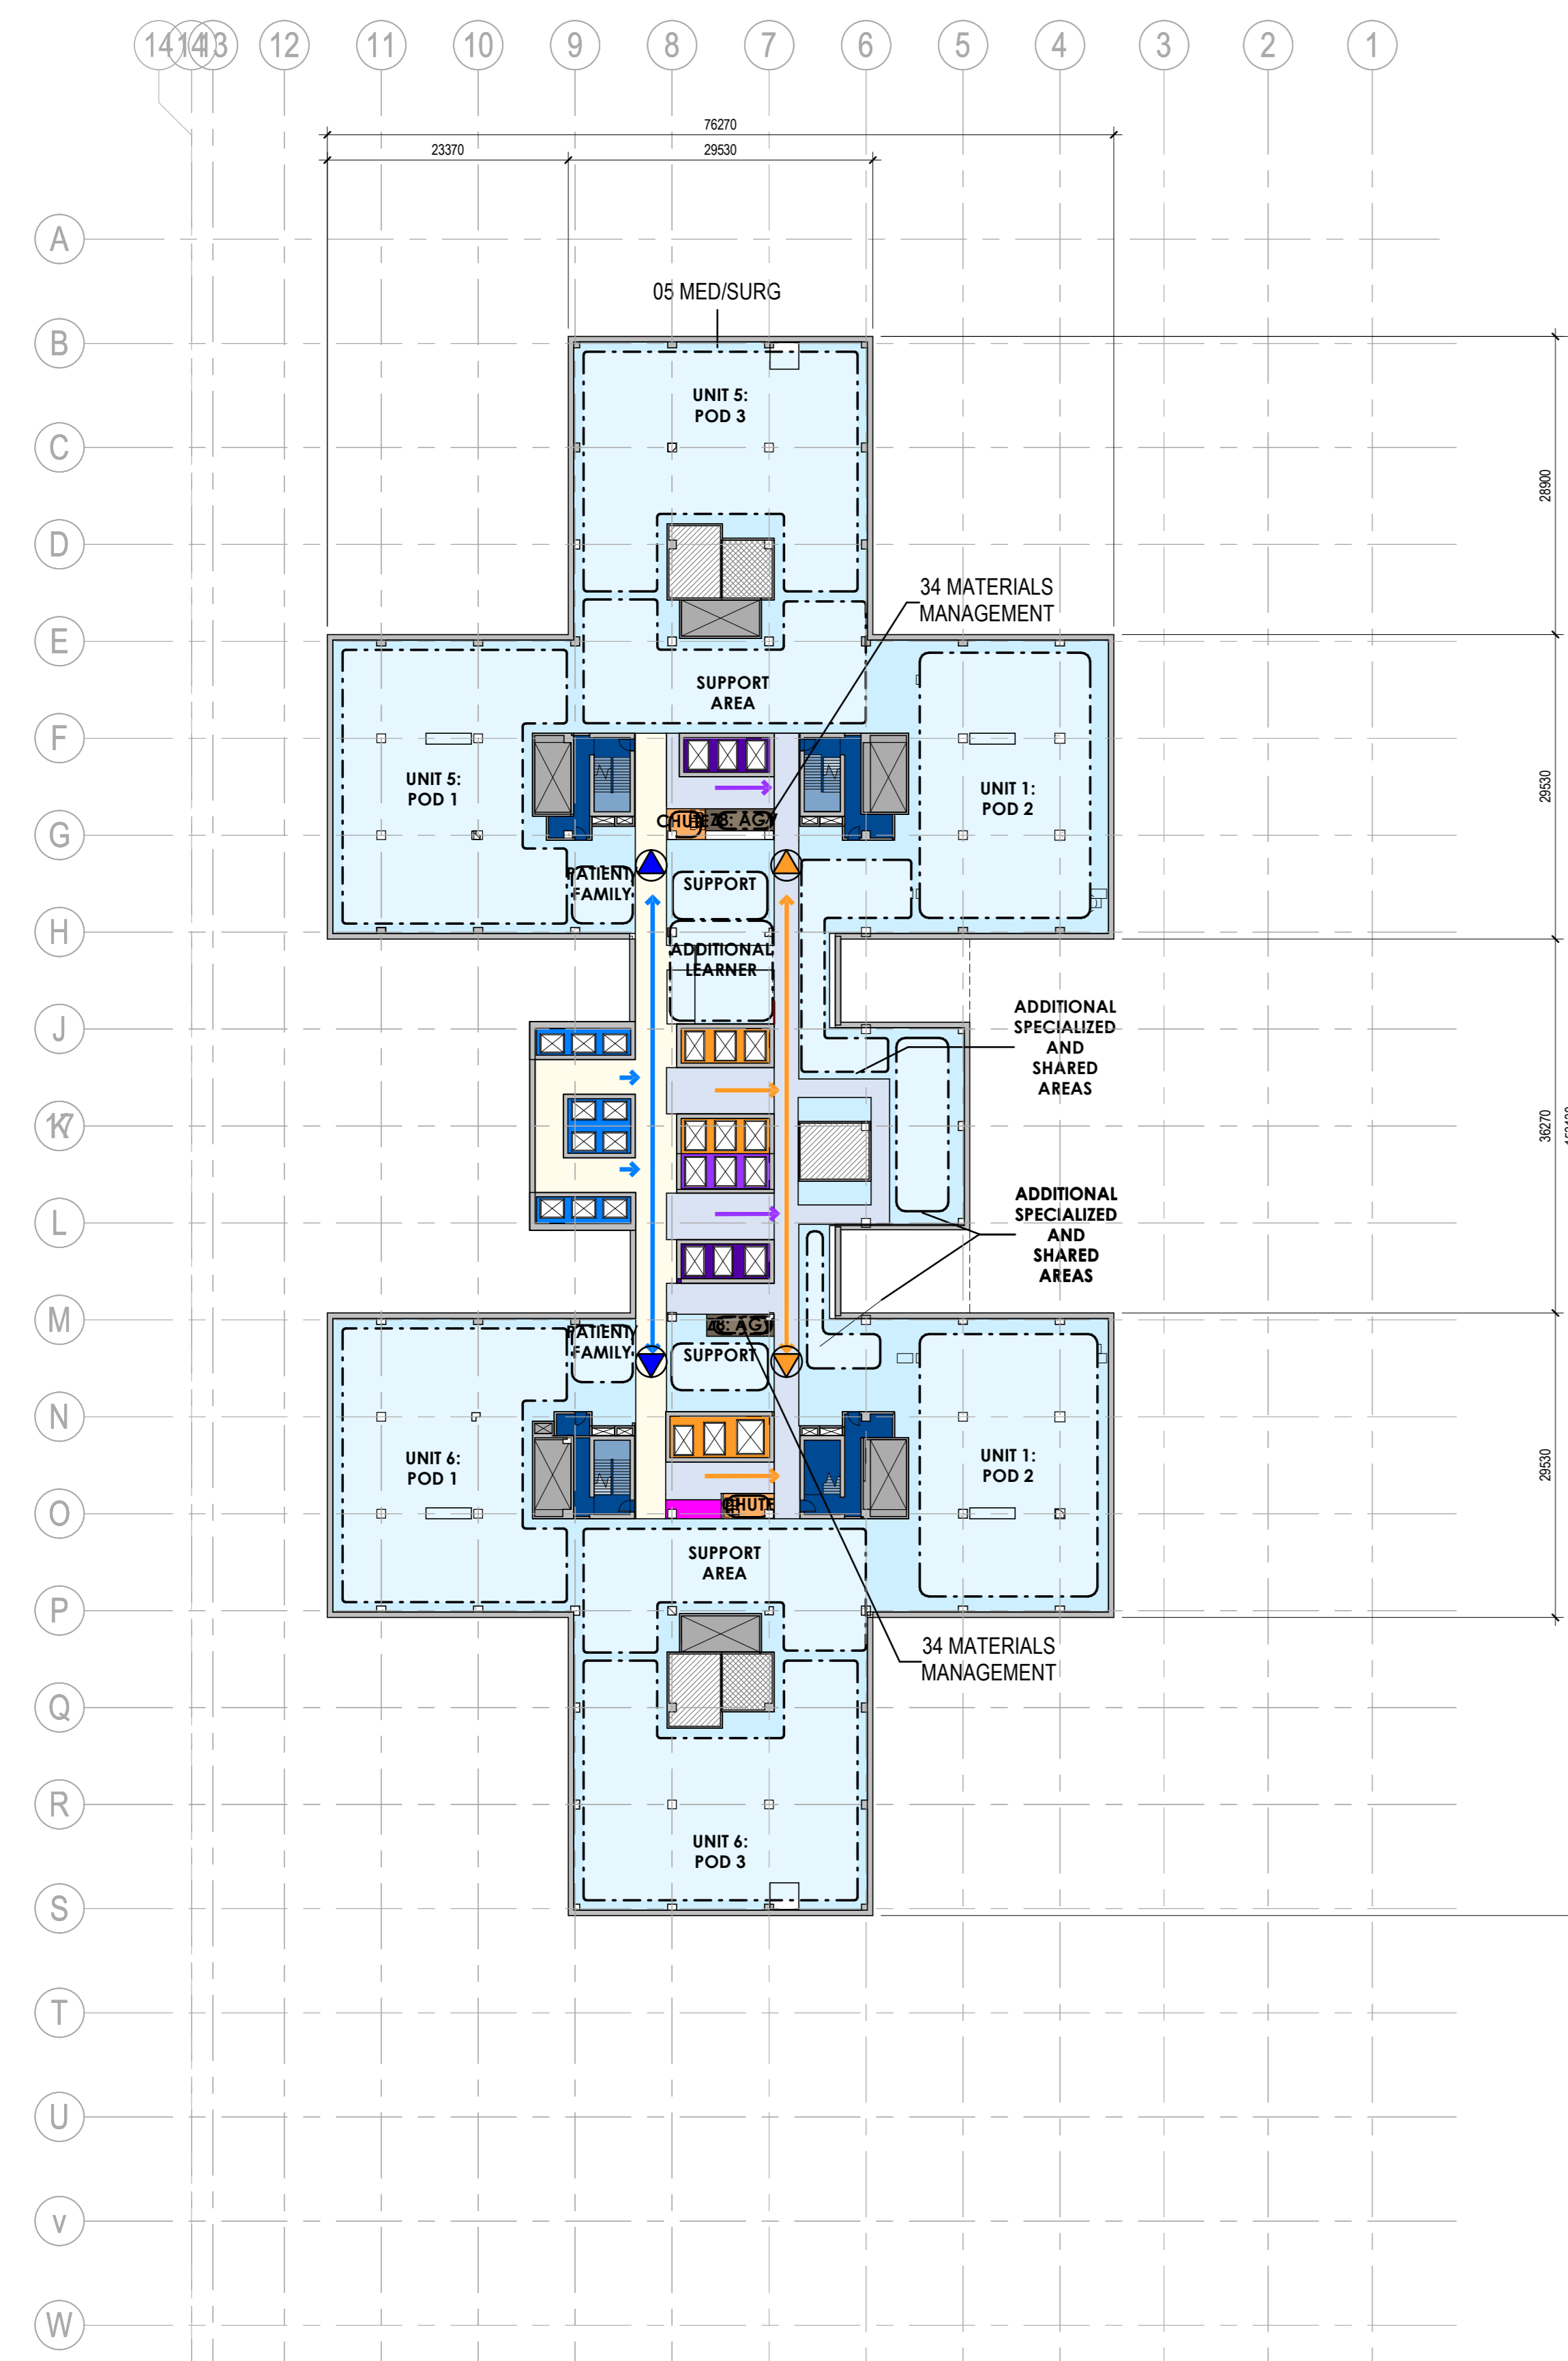 14
14
13
12
11
10
9
8
7
6
5
4
3
2
1
76270
23370
29530
A
05 MED/SURG
B
UNIT 5:
POD 3
C
28900
D
34 MATERIALS
MANAGEMENT
E
SUPPORT
AREA
F
UNIT 5:
POD 1
UNIT 1:
POD 2
29530
CHUTE
G
PATIENT/
FAMILY
SUPPORT
H
ADDITIONAL
LEARNER
J
ADDITIONAL
SPECIALIZED
AND
SHARED
AREAS
K
17
36270
L
ADDITIONAL
SPECIALIZED
AND
SHARED
AREAS
M
PATIENT/
FAMILY
SUPPORT
N
UNIT 6:
POD 1
UNIT 1:
POD 2
29530
CHUTE
O
SUPPORT
AREA
P
34 MATERIALS
MANAGEMENT
Q
R
UNIT 6:
POD 3
S
T
U
v
W